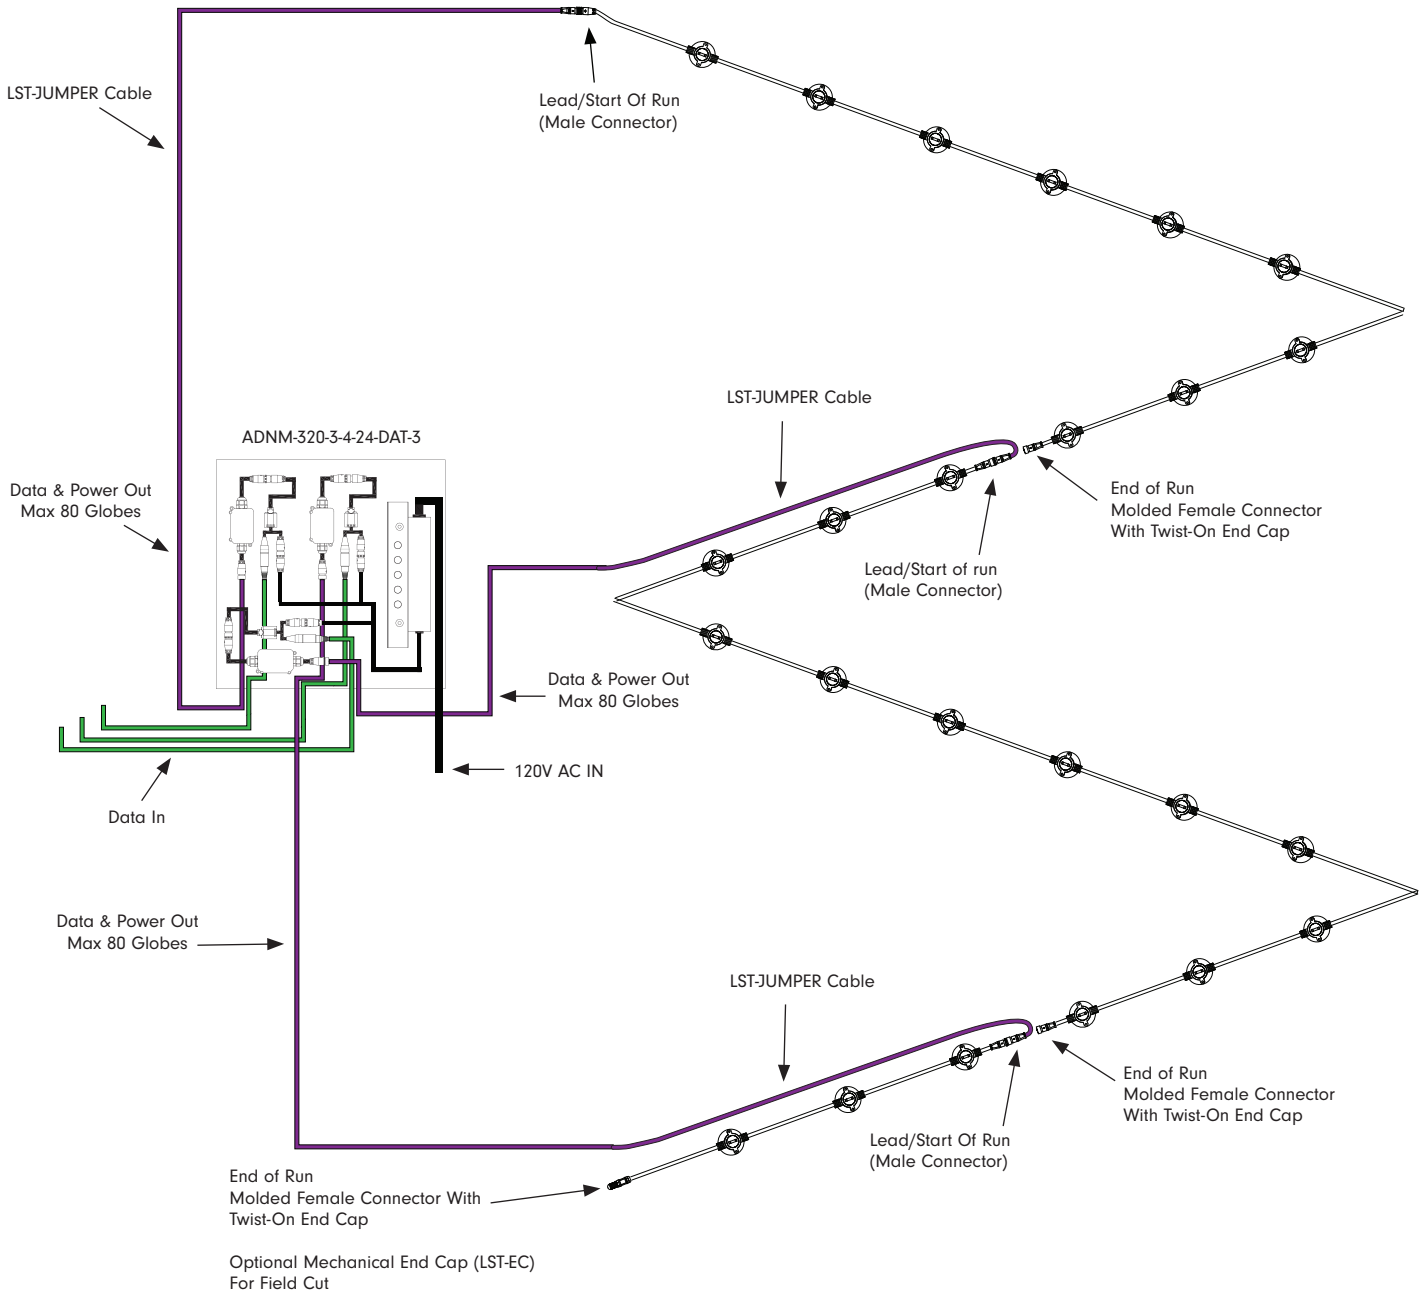 LST-JUMPER Cable
Lead/Start Of Run
(Male Connector)
LST-JUMPER Cable
ADNM-320-3-4-24-DAT-3
Data & Power Out
Max 80 Globes
End of Run
Molded Female Connector
With Twist-On End Cap
Lead/Start of run
(Male Connector)
Data & Power Out
Max 80 Globes
120V AC IN
Data In
Data & Power Out
Max 80 Globes
LST-JUMPER Cable
End of Run
Molded Female Connector
With Twist-On End Cap
Lead/Start Of Run
(Male Connector)
End of Run
Molded Female Connector With
Twist-On End Cap
Optional Mechanical End Cap (LST-EC)
For Field Cut